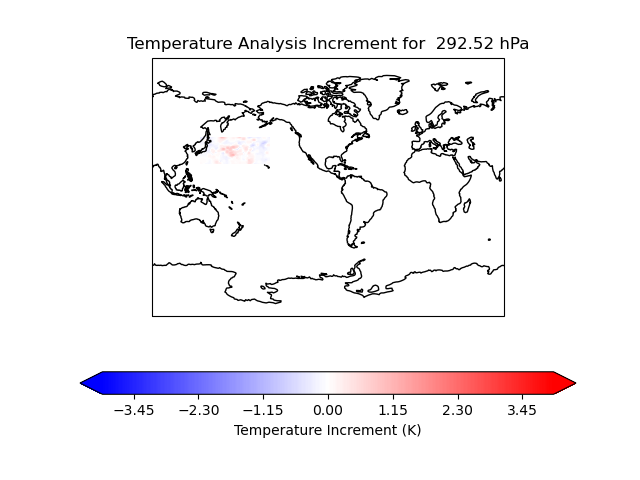 Temperature Analysis Increment for  292.52 hPa
−3.45 −2.30 −1.15 0.00 1.15 2.30 3.45
Temperature Increment (K)